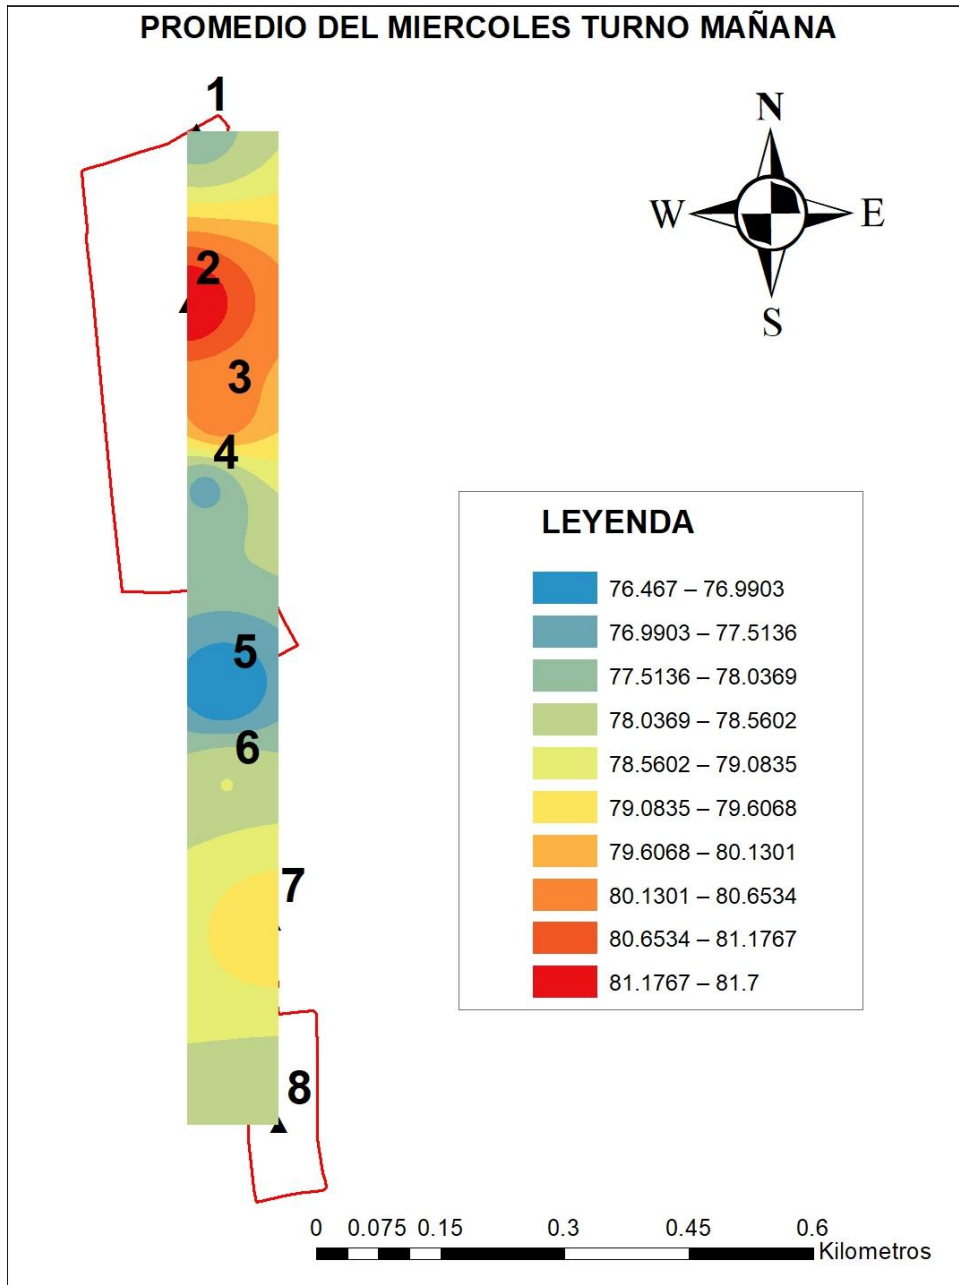 PROMEDIO DEL MIERCOLES TURNO MAÑANA
1
N
W E
S
2
3
4
LEYENDA
76.467 – 76.9903
76.9903 – 77.5136
77.5136 – 78.0369
78.0369 – 78.5602
78.5602 – 79.0835
79.0835 – 79.6068
79.6068 – 80.1301
80.1301 – 80.6534
80.6534 – 81.1767
81.1767 – 81.7
5
6
7
8
0 0.075 0.15 0.3 0.45 0.6
Kilometros